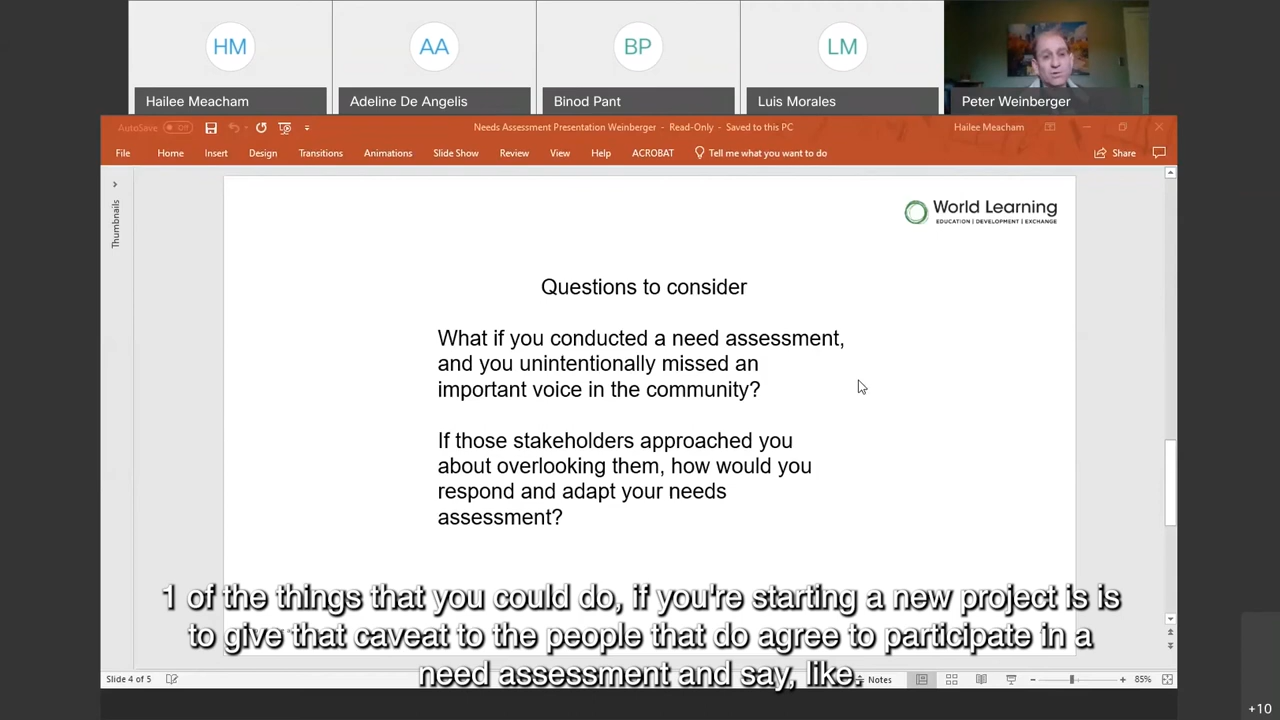 HM
AA
BP
LM
Hailee Meacham
Adeline De Angelis
Binod Pant
Luis Morales
Peter Weinberger
AutoSave
Off
Needs Assessment Presentation Weinberger - Read-Only - Saved to this PC
Hailee Meacham
File Home Insert Design Transitions Animations Slide Show Review View Help ACROBAT Tell me what you want to do Share
Thumbnails
World Learning
EDUCATION | DEVELOPMENT | EXCHANGE
Questions to consider
What if you conducted a need assessment,
and you unintentionally missed an
important voice in the community?
If those stakeholders approached you
about overlooking them, how would you
respond and adapt your needs
assessment?
1 of the things that you could do, if you're starting a new project is is
to give that caveat to the people that do agree to participate in a
need assessment and say, like.
Slide 4 of 5
Notes
85%
+10